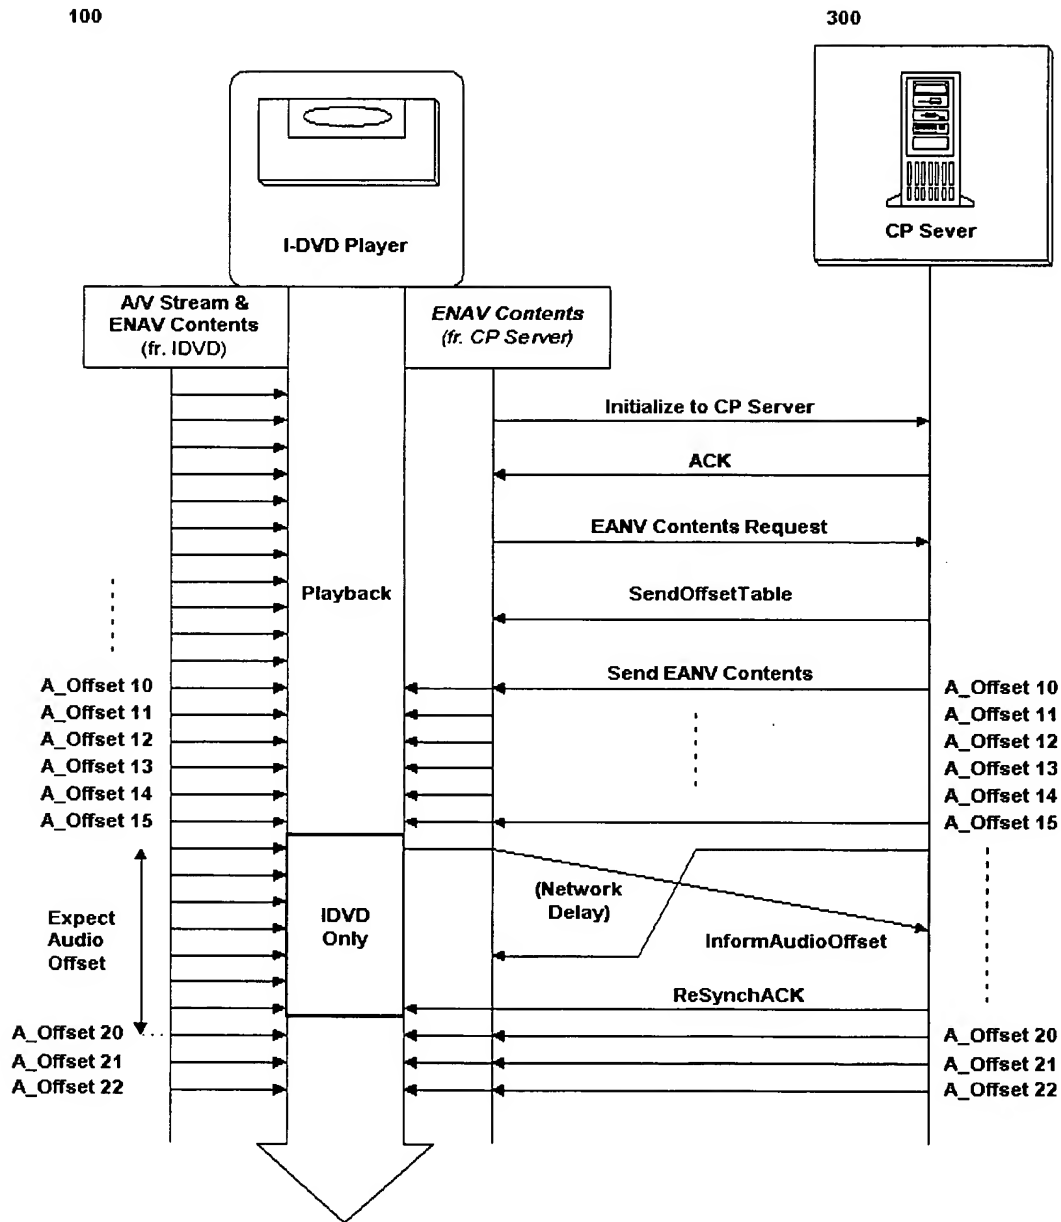 100
300
I-DVD Player
CP Sever
A/V Stream &
ENAV Contents
(fr. IDVD)
ENAV Contents
(fr. CP Server)
Initialize to CP Server
ACK
EANV Contents Request
Playback
SendOffsetTable
Send EANV Contents
A_Offset 10
A_Offset 11
A_Offset 12
A_Offset 13
A_Offset 14
A_Offset 15
A_Offset 10
A_Offset 11
A_Offset 12
A_Offset 13
A_Offset 14
A_Offset 15
Expect
Audio
Offset
IDVD
Only
(Network
Delay)
InformAudioOffset
ReSynchACK
A_Offset 20
A_Offset 21
A_Offset 22
A_Offset 20
A_Offset 21
A_Offset 22